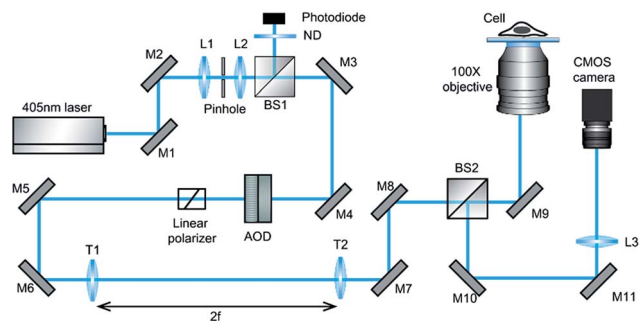 Photodiode
ND
Cell
CMOS
camera
M2
L1
L2
M3
100X
objective
405nm laser
Pinhole
BS1
M1
M5
M8
BS2
Linear
polarizer
AOD
M4
M9
T1
T2
L3
M6
M7
M10
M11
2f